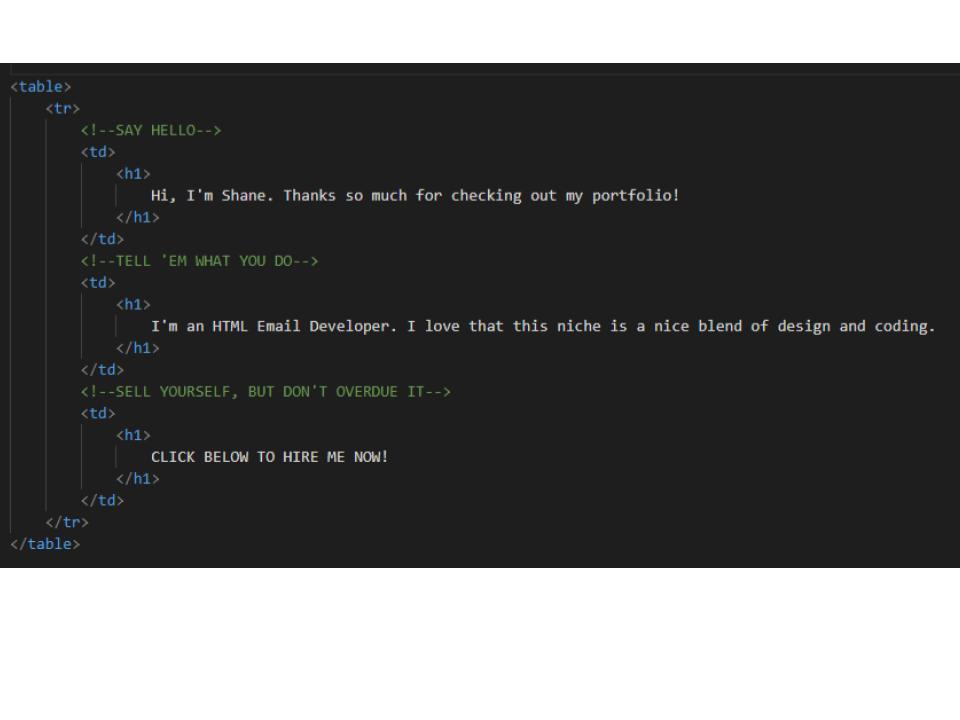 <table>
<tr>
<!--SAY HELLO-->
<td>
<h1>
Hi, I'm Shane. Thanks so much for checking out my portfolio!
</h1>
</td>
<!--TELL 'EM WHAT YOU DO-->
<td>
<h1>
I'm an HTML Email Developer. I love that this niche is a nice blend of design and coding.
</h1>
</td>
<!--SELL YOURSELF, BUT DON'T OVERDUE IT-->
<td>
<h1>
CLICK BELOW TO HIRE ME NOW!
</h1>
</td>
</tr>
</table>